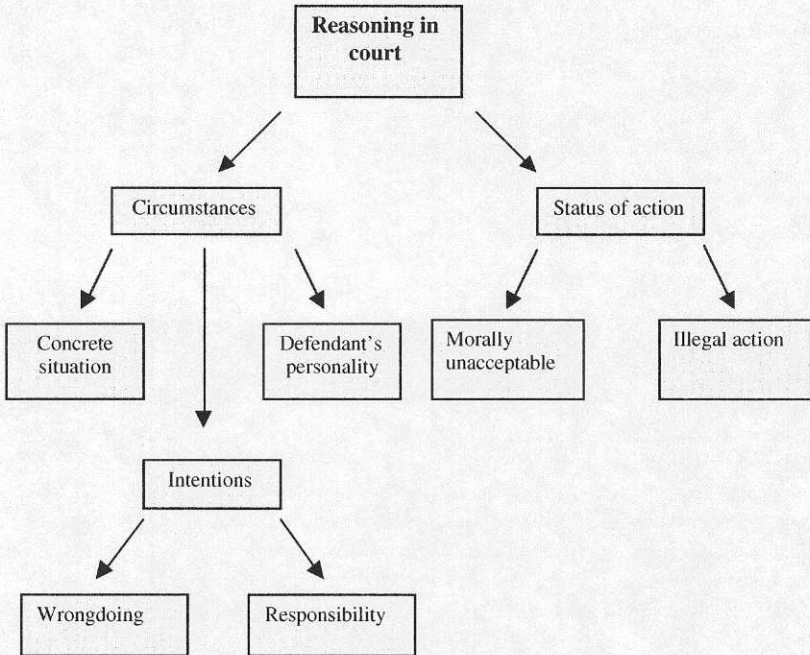 Reasoning in
court
Circumstances
Status of action
Concrete
situation
Defendant's
personality
Morally
unacceptable
Illegal action
Intentions
Wrongdoing
Responsibility